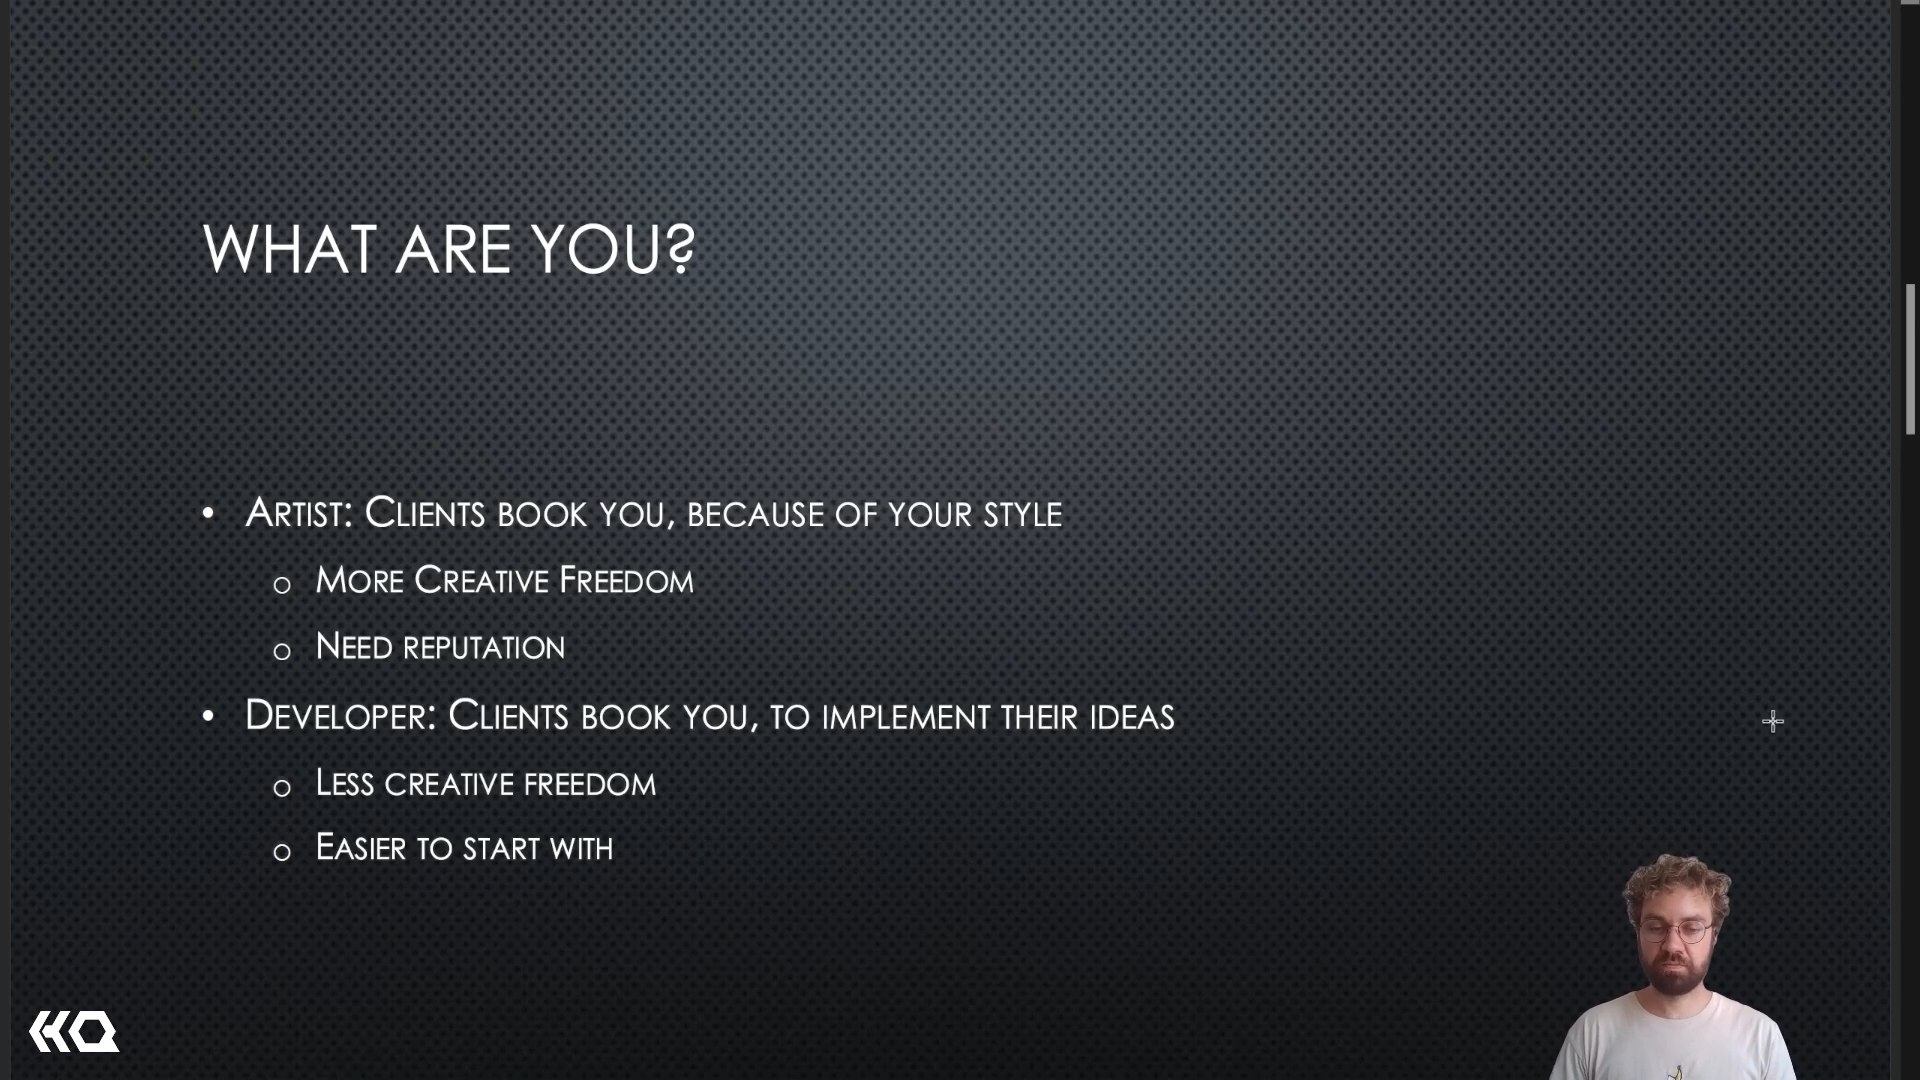 WHAT ARE YOU?
• ARTIST: CLIENTS BOOK YOU, BECAUSE OF YOUR STYLE
o MORE CREATIVE FREEDOM
o NEED REPUTATION
• DEVELOPER: CLIENTS BOOK YOU, TO IMPLEMENT THEIR IDEAS
o LESS CREATIVE FREEDOM
o EASIER TO START WITH
HQ